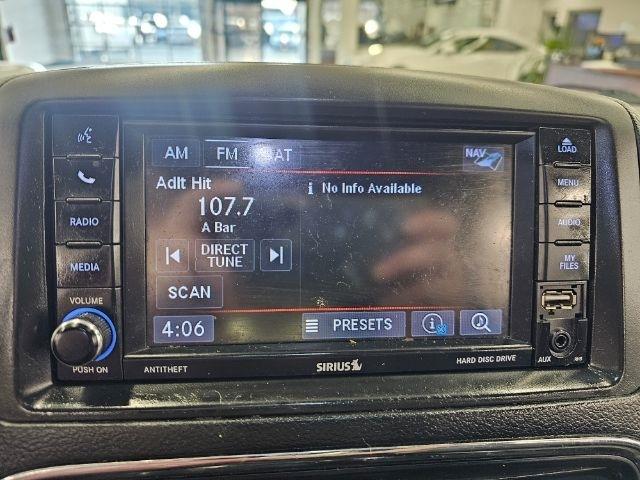 AM FM SAT NAV
Adlt Hit
107.7
A Bar
i No Info Available
DIRECT
TUNE
SCAN
4:06 PRESETS i
RADIO
MEDIA
VOLUME
PUSH ON
LOAD
MENU
AUDIO
MY
FILES
AUX
ANTITHEFT SIRIUS HARD DISC DRIVE